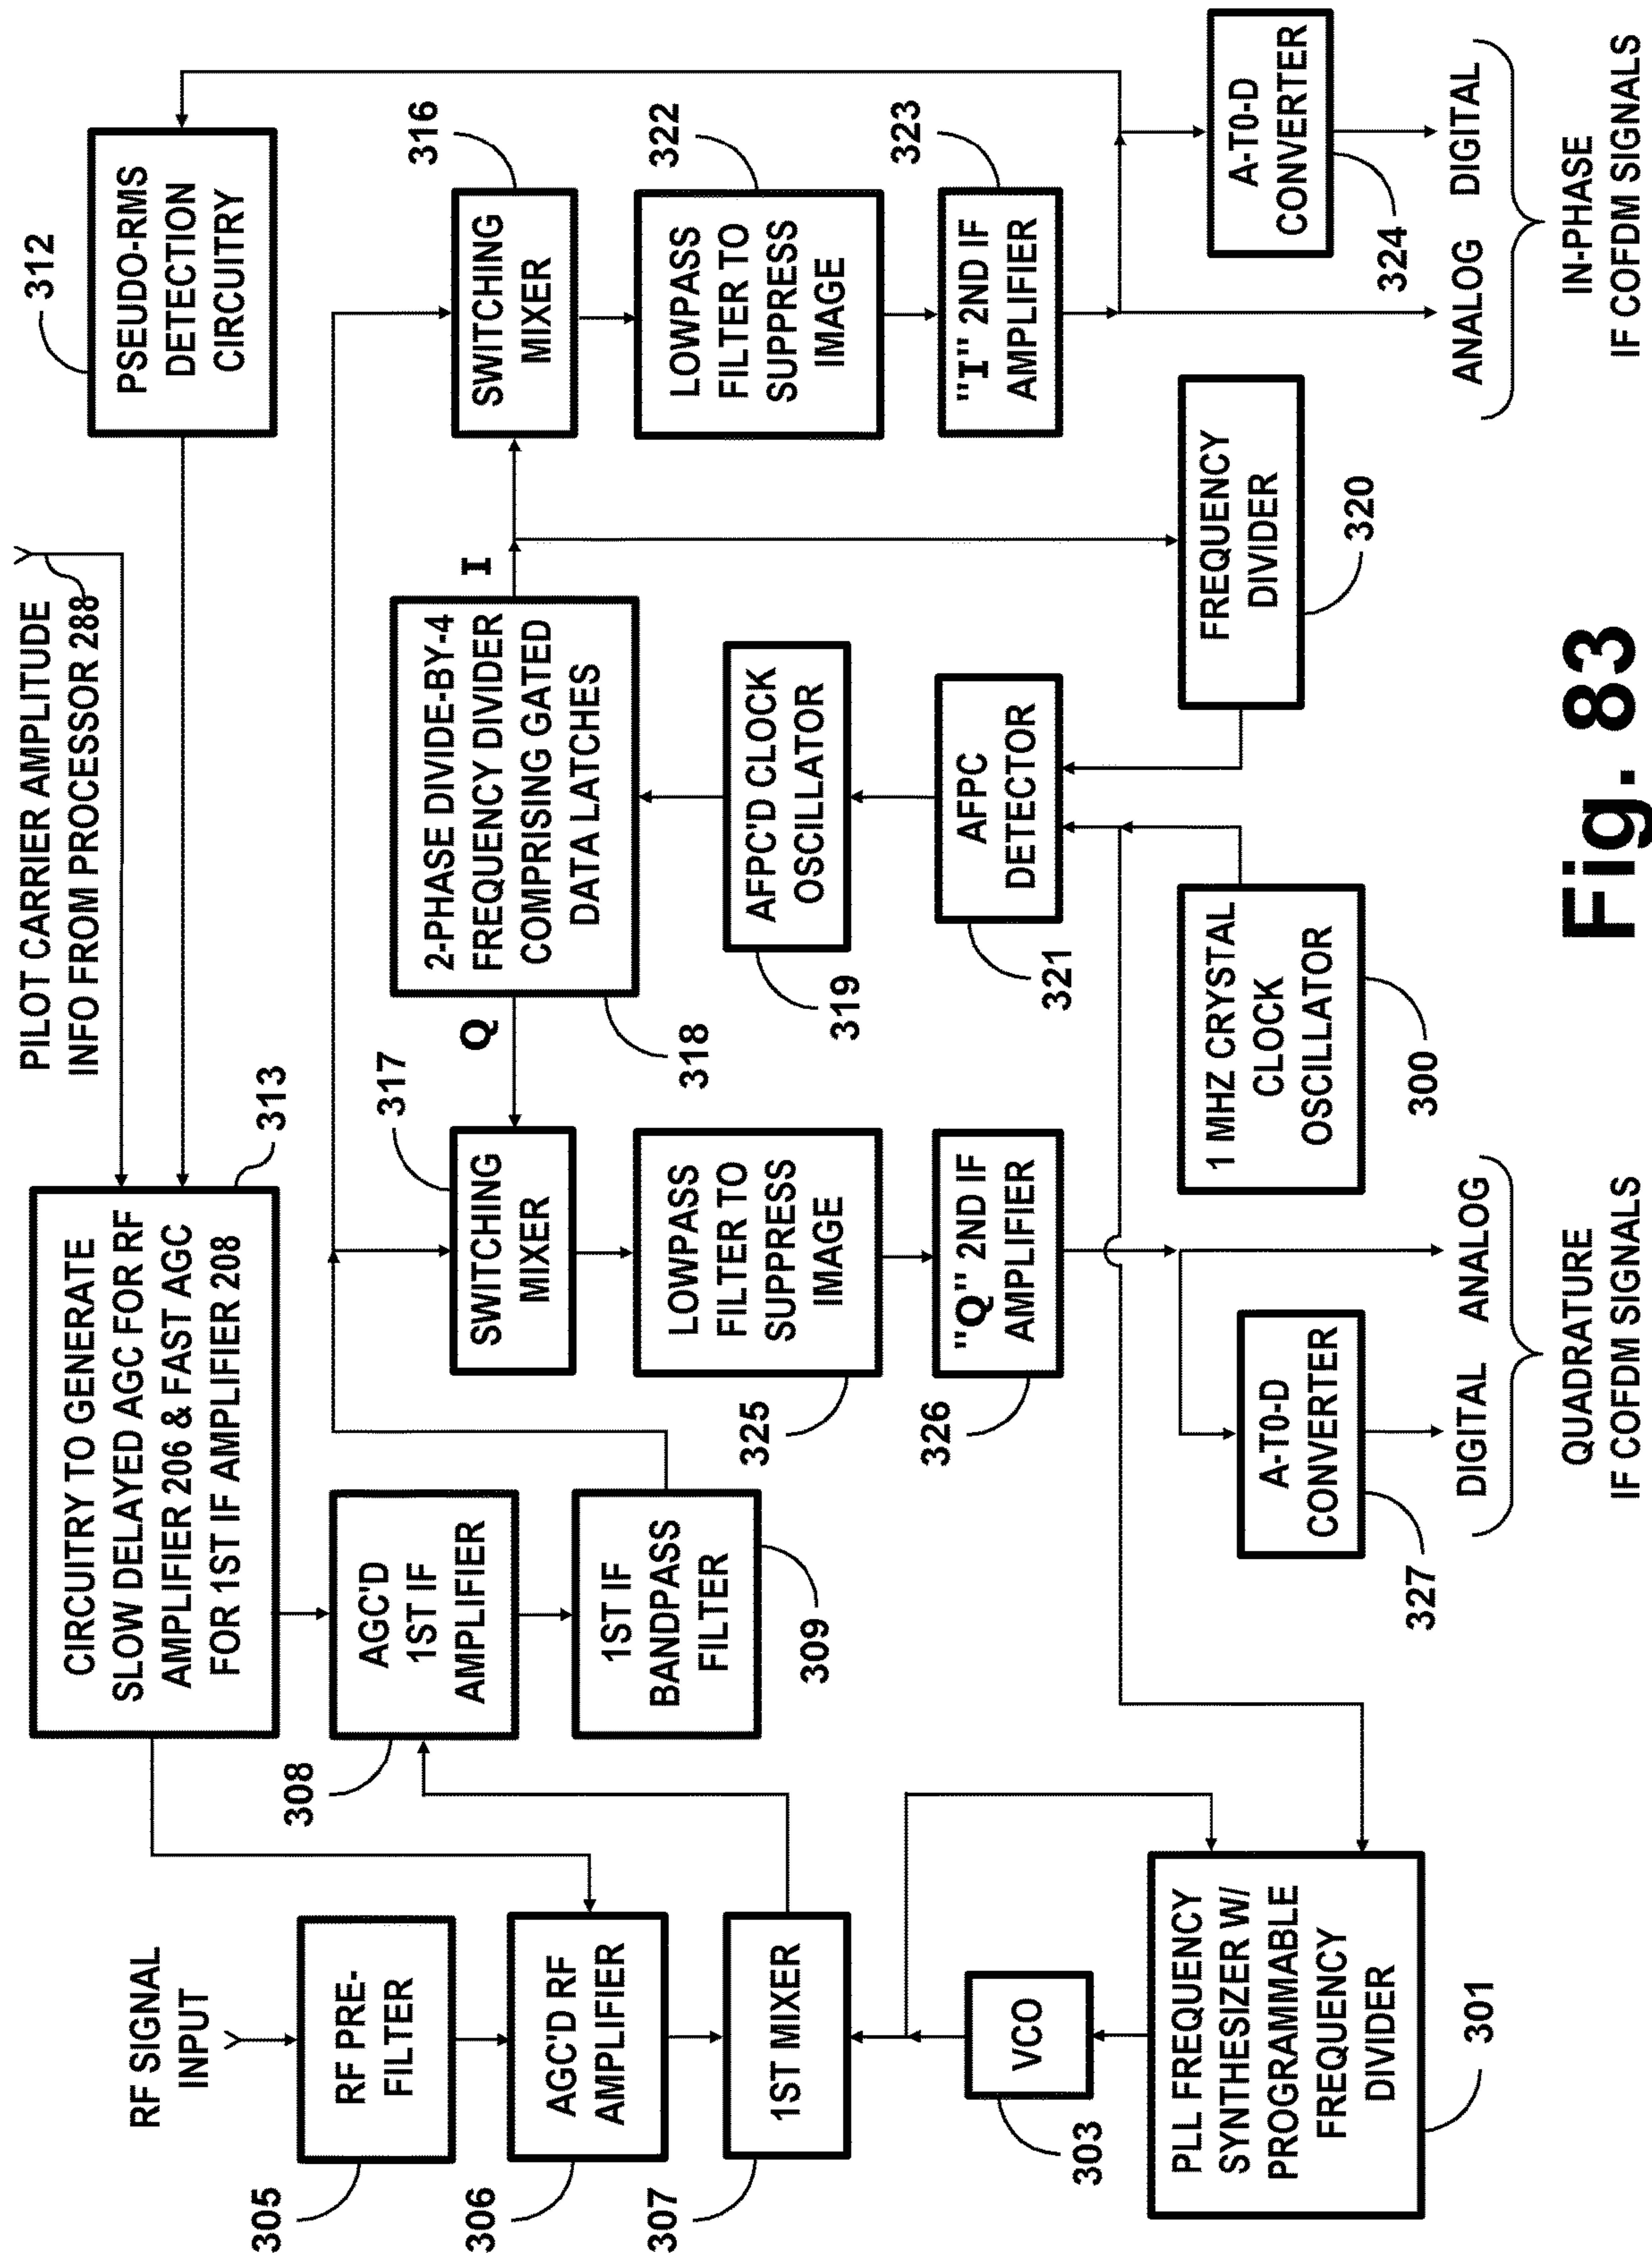 RF SIGNAL
INPUT
305
RF PRE-
FILTER
306
AGC'D RF
AMPLIFIER
307
1ST MIXER
303
VCO
PLL FREQUENCY
SYNTHESIZER W/
PROGRAMMABLE
FREQUENCY
DIVIDER
301
CIRCUITRY TO GENERATE
SLOW DELAYED AGC FOR RF
AMPLIFIER 206 & FAST AGC
FOR 1ST IF AMPLIFIER 208
313
308
AGC'D
1ST IF
AMPLIFIER
1ST IF
BANDPASS
FILTER
309
PILOT CARRIER AMPLITUDE
INFO FROM PROCESSOR 288
312
PSEUDO-RMS
DETECTION
CIRCUITRY
317
SWITCHING
MIXER
Q
2-PHASE DIVIDE-BY-4
FREQUENCY DIVIDER
COMPRISING GATED
DATA LATCHES
318
I
316
SWITCHING
MIXER
325
LOWPASS
FILTER TO
SUPPRESS
IMAGE
319
AFPC'D CLOCK
OSCILLATOR
322
LOWPASS
FILTER TO
SUPPRESS
IMAGE
326
"Q" 2ND IF
AMPLIFIER
321
AFPC
DETECTOR
323
"I" 2ND IF
AMPLIFIER
327
A-T0-D
CONVERTER
1 MHZ CRYSTAL
CLOCK
OSCILLATOR
300
FREQUENCY
DIVIDER
320
324
A-T0-D
CONVERTER
DIGITAL ANALOG
QUADRATURE
IF COFDM SIGNALS
ANALOG DIGITAL
IN-PHASE
IF COFDM SIGNALS
Fig. 83